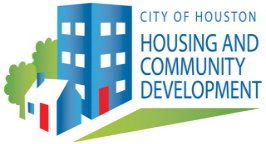 CITY OF HOUSTON
HOUSING AND
COMMUNITY
DEVELOPMENT